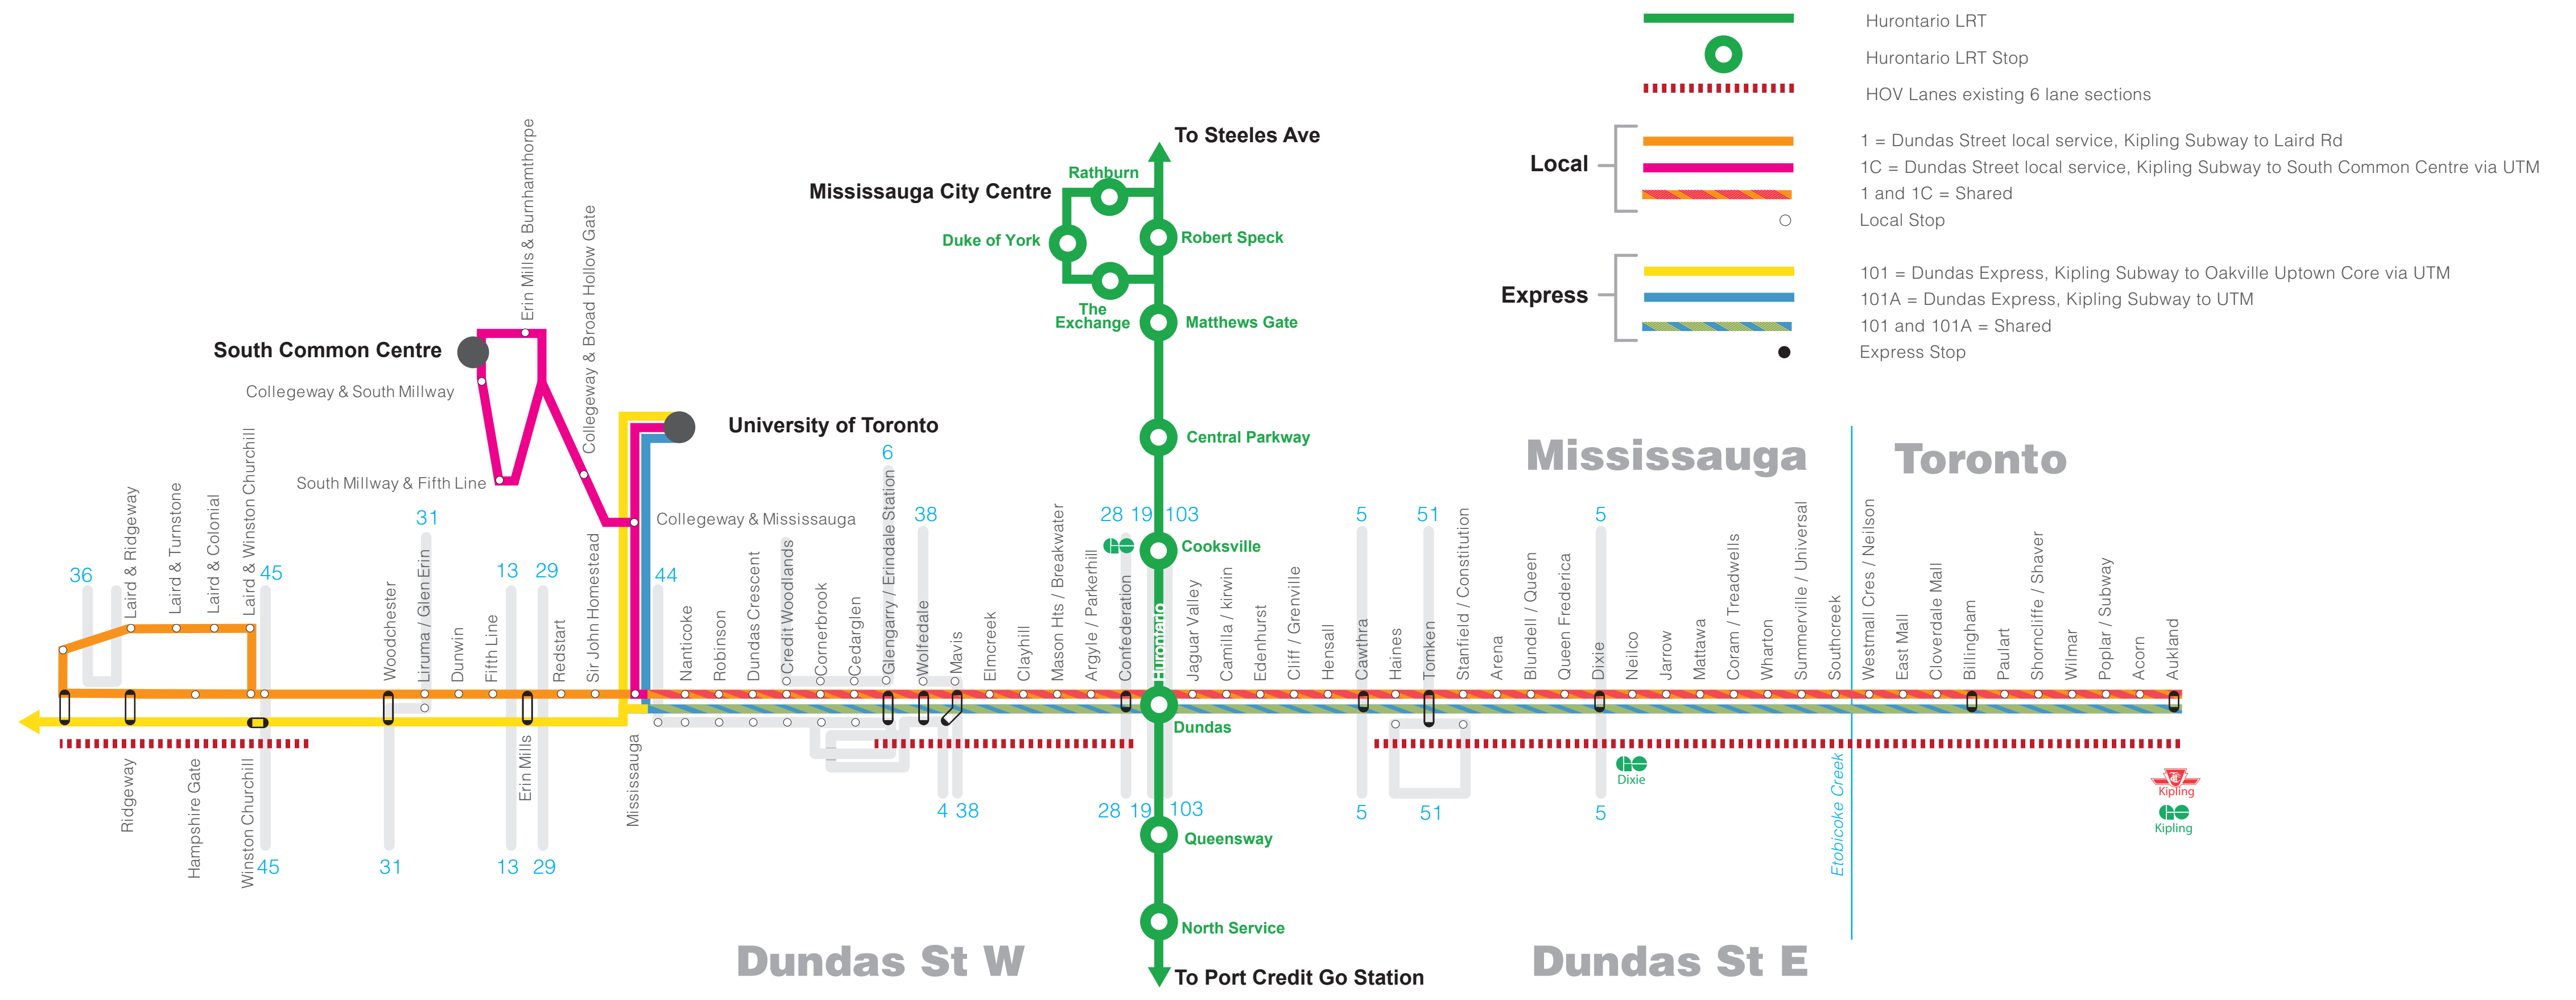 Hurontario LRT
Hurontario LRT Stop
HOV Lanes existing 6 lane sections
Local
1 = Dundas Street local service, Kipling Subway to Laird Rd
1C = Dundas Street local service, Kipling Subway to South Common Centre via UTM
1 and 1C = Shared
Local Stop
Express
101 = Dundas Express, Kipling Subway to Oakville Uptown Core via UTM
101A = Dundas Express, Kipling Subway to UTM
101 and 101A = Shared
Express Stop
To Steeles Ave
Mississauga City Centre
Rathburn
Duke of York
Robert Speck
The
Exchange
Matthews Gate
Central Parkway
Cooksville
Hurontario
Dundas
Queensway
North Service
To Port Credit Go Station
South Common Centre
Erin Mills & Burnhamthorpe
Collegeway & Broad Hollow Gate
Collegeway & South Millway
South Millway & Fifth Line
University of Toronto
Collegeway & Mississauga
Mississauga
Toronto
36
Laird & Ridgeway
Laird & Turnstone
Laird & Colonial
Laird & Winston Churchill
45
Woodchester
31
Liruma / Glen Erin
Dunwin
Fifth Line
13
29
Redstart
Sir John Homestead
44
Nanticoke
Robinson
Dundas Crescent
Credit Woodlands
Cornerbrook
Cedarglen
6
Glengarry / Erindale Station
38
Wolfedale
Mavis
Elmcreek
Clayhill
Mason Hts / Breakwater
Argyle / Parkerhill
28
19
103
Confederation
Jaguar Valley
Camilla / kirwin
Edenhurst
Cliff / Grenville
Hensall
5
Cawthra
Haines
51
Tomken
Stanfield / Constitution
Arena
Blundell / Queen
Queen Frederica
5
Dixie
Neilco
Jarrow
Mattawa
Coram / Treadwells
Wharton
Summerville / Universal
Southcreek
Westmall Cres / Neilson
East Mall
Cloverdale Mall
Billingham
Paulart
Shorncliffe / Shaver
Wilmar
Poplar / Subway
Acorn
Aukland
Ridgeway
Hampshire Gate
Winston Churchill
45
31
13
29
Erin Mills
Mississauga
4
38
28
19
103
5
51
5
Dixie
Etobicoke Creek
Kipling
Kipling
Dundas St W
Dundas St E